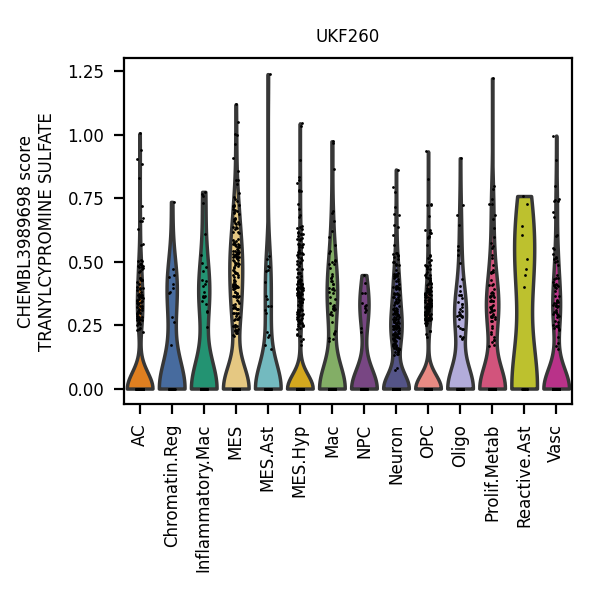 UKF260
CHEMBL3989698 score
TRANYLCYPROMINE SULFATE
1.25
1.00
0.75
0.50
0.25
0.00
AC
Chromatin.Reg
Inflammatory.Mac
MES
MES.Ast
MES.Hyp
Mac
NPC
Neuron
OPC
Oligo
Prolif.Metab
Reactive.Ast
Vasc